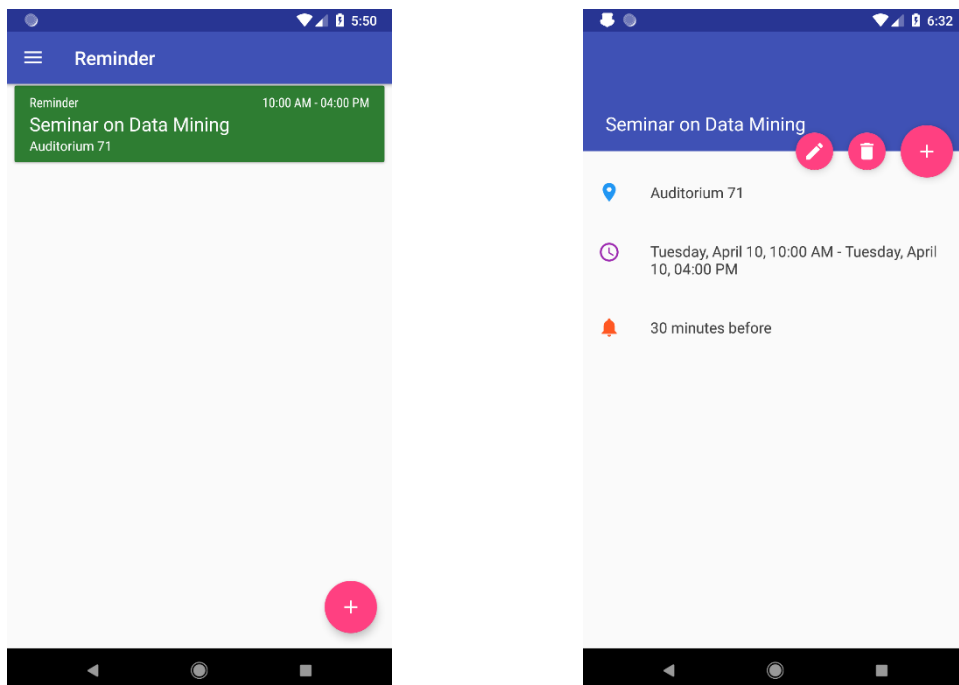 5:50
Reminder
Reminder 10:00 AM - 04:00 PM
Seminar on Data Mining
Auditorium 71
6:32
Seminar on Data Mining
Auditorium 71
Tuesday, April 10, 10:00 AM - Tuesday, April
10, 04:00 PM
30 minutes before